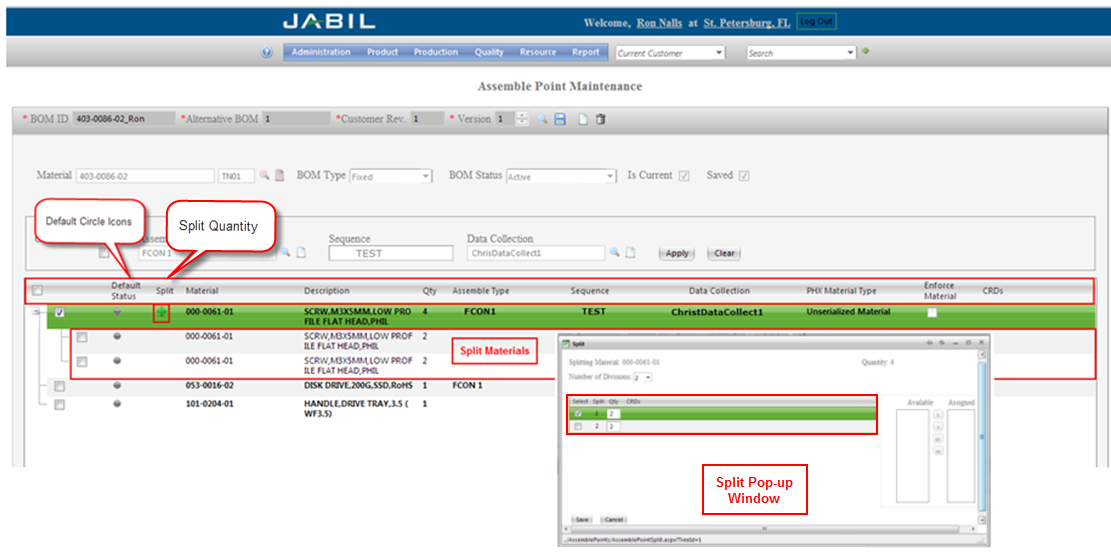 JABIL
Welcome, Ron Nalls at St. Petersburg, FL Log Out
Administration Product Production Quality Resource Report Current Customer Search
Assemble Point Maintenance
* BOM ID 403-0086-02_Ron *Alternative BOM 1 *Customer Rev. 1 * Version 1
Material 403-0086-02 TN01 BOM Type Fixed BOM Status Active Is Current Saved
Default Circle Icons
Split Quantity
Sequence Data Collection
FCON 1 TEST ChrisDataCollect1 Apply Clear
Default Status Split Material Description Qty Assemble Type Sequence Data Collection PHX Material Type Enforce Material CRDs
000-0061-01 SCRW,M3X5MM,LOW PRO 4 FCON1 TEST ChristDataCollect1 Unserialized Material
FILE FLAT HEAD,PHIL
000-0061-01 SCRW,M3X5MM,LOW PROF 2
ILE FLAT HEAD,PHIL
000-0061-01 SCRW,M3X5MM,LOW PROF 2
ILE FLAT HEAD,PHIL
Split Materials
053-0016-02 DISK DRIVE,200G,SSD,RoHS 1 FCON 1
101-0204-01 HANDLE,DRIVE TRAY,3.5 ( 1
WF3.5)
Split
Splitting Material: 000-0061-01 Quantity: 4
Number of Divisions: 2
Select Split Qty CRDs
1 2
2 2
Available Assigned
Split Pop-up
Window
Save Cancel
../AssemblePoints/AssemblePointSplit.aspx?TreeId=1